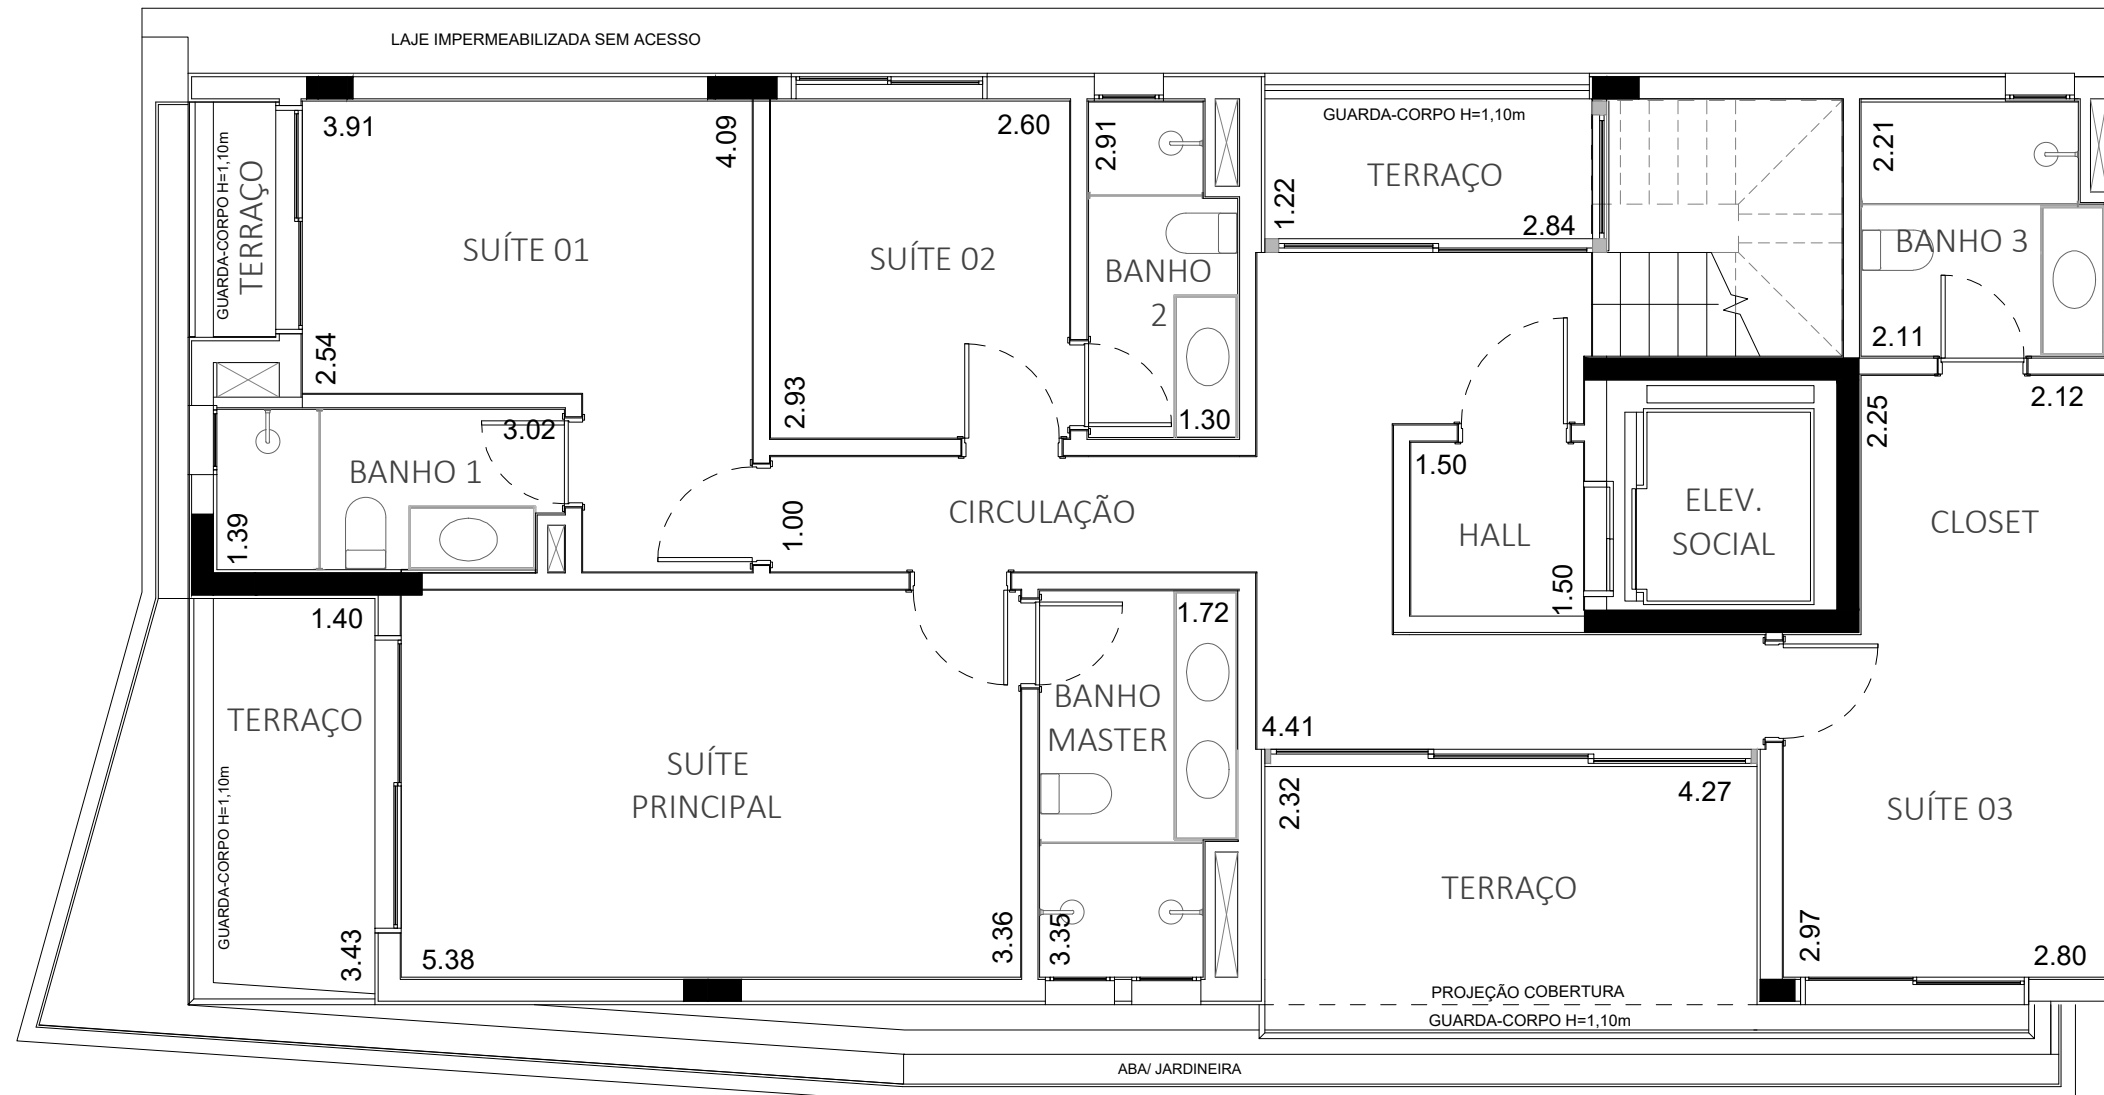 LAJE IMPERMEABILIZADA SEM ACESSO
GUARDA-CORPO H=1,10m
TERRAÇO
3.91
4.09
SUÍTE 01
2.54
2.60
SUÍTE 02
2.93
2.91
BANHO
2
1.30
GUARDA-CORPO H=1,10m
TERRAÇO
1.22
2.84
2.21
BANHO 3
2.11
3.02
BANHO 1
1.39
1.00
CIRCULAÇÃO
1.50
HALL
1.50
ELEV.
SOCIAL
2.25
2.12
CLOSET
1.40
TERRAÇO
GUARDA-CORPO H=1,10m
3.43
SUÍTE
PRINCIPAL
5.38
3.36
1.72
BANHO
MASTER
3.35
4.41
2.32
4.27
TERRAÇO
PROJEÇÃO COBERTURA
GUARDA-CORPO H=1,10m
SUÍTE 03
2.97
2.80
ABA/ JARDINEIRA